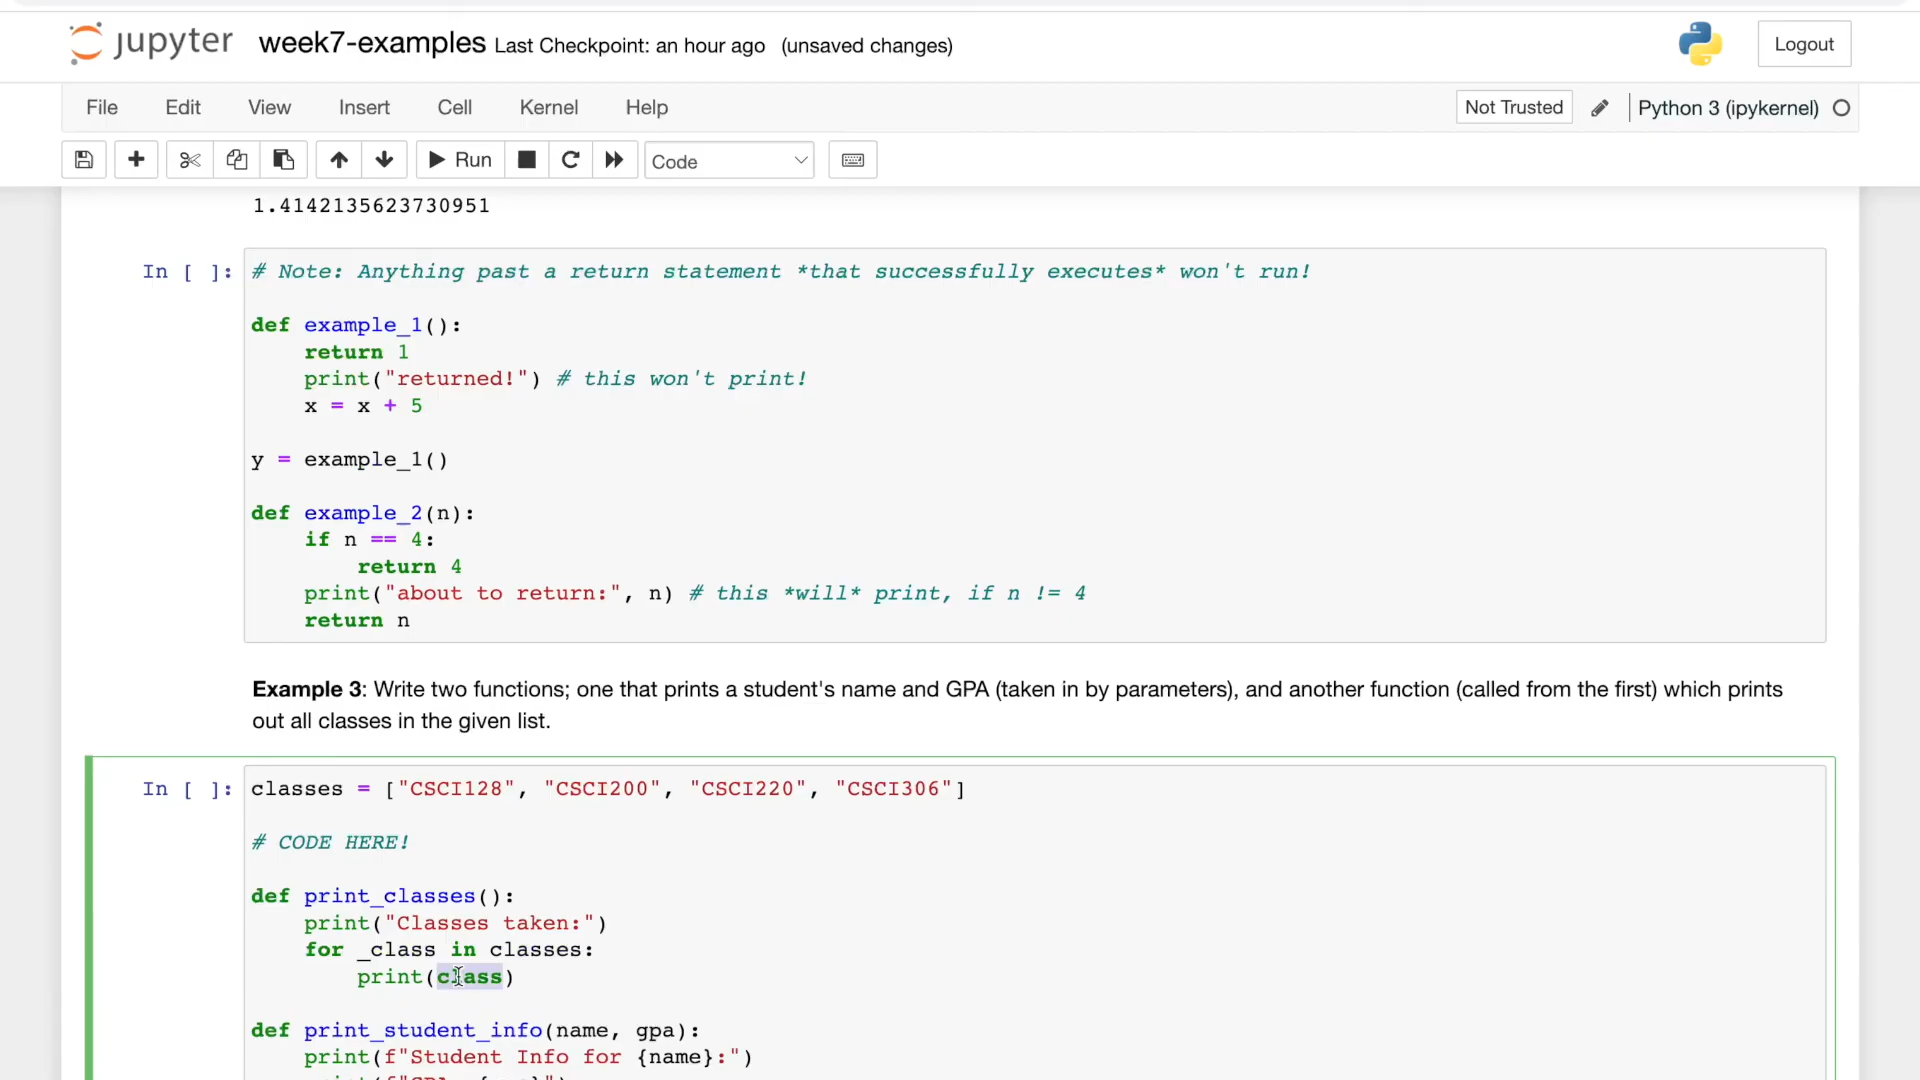 jupyter week7-examples Last Checkpoint: an hour ago (unsaved changes) Logout
File Edit View Insert Cell Kernel Help Not Trusted Python 3 (ipykernel)
Run Code
1.4142135623730951
In [ ]: # Note: Anything past a return statement *that successfully executes* won't run!
def example_1():
    return 1
    print("returned!") # this won't print!
    x = x + 5
y = example_1()
def example_2(n):
    if n == 4:
        return 4
    print("about to return:", n) # this *will* print, if n != 4
    return n
Example 3: Write two functions; one that prints a student's name and GPA (taken in by parameters), and another function (called from the first) which prints
out all classes in the given list.
In [ ]: classes = ["CSCI128", "CSCI200", "CSCI220", "CSCI306"]
# CODE HERE!
def print_classes():
    print("Classes taken:")
    for _class in classes:
        print(class)
def print_student_info(name, gpa):
    print(f"Student Info for {name}:")